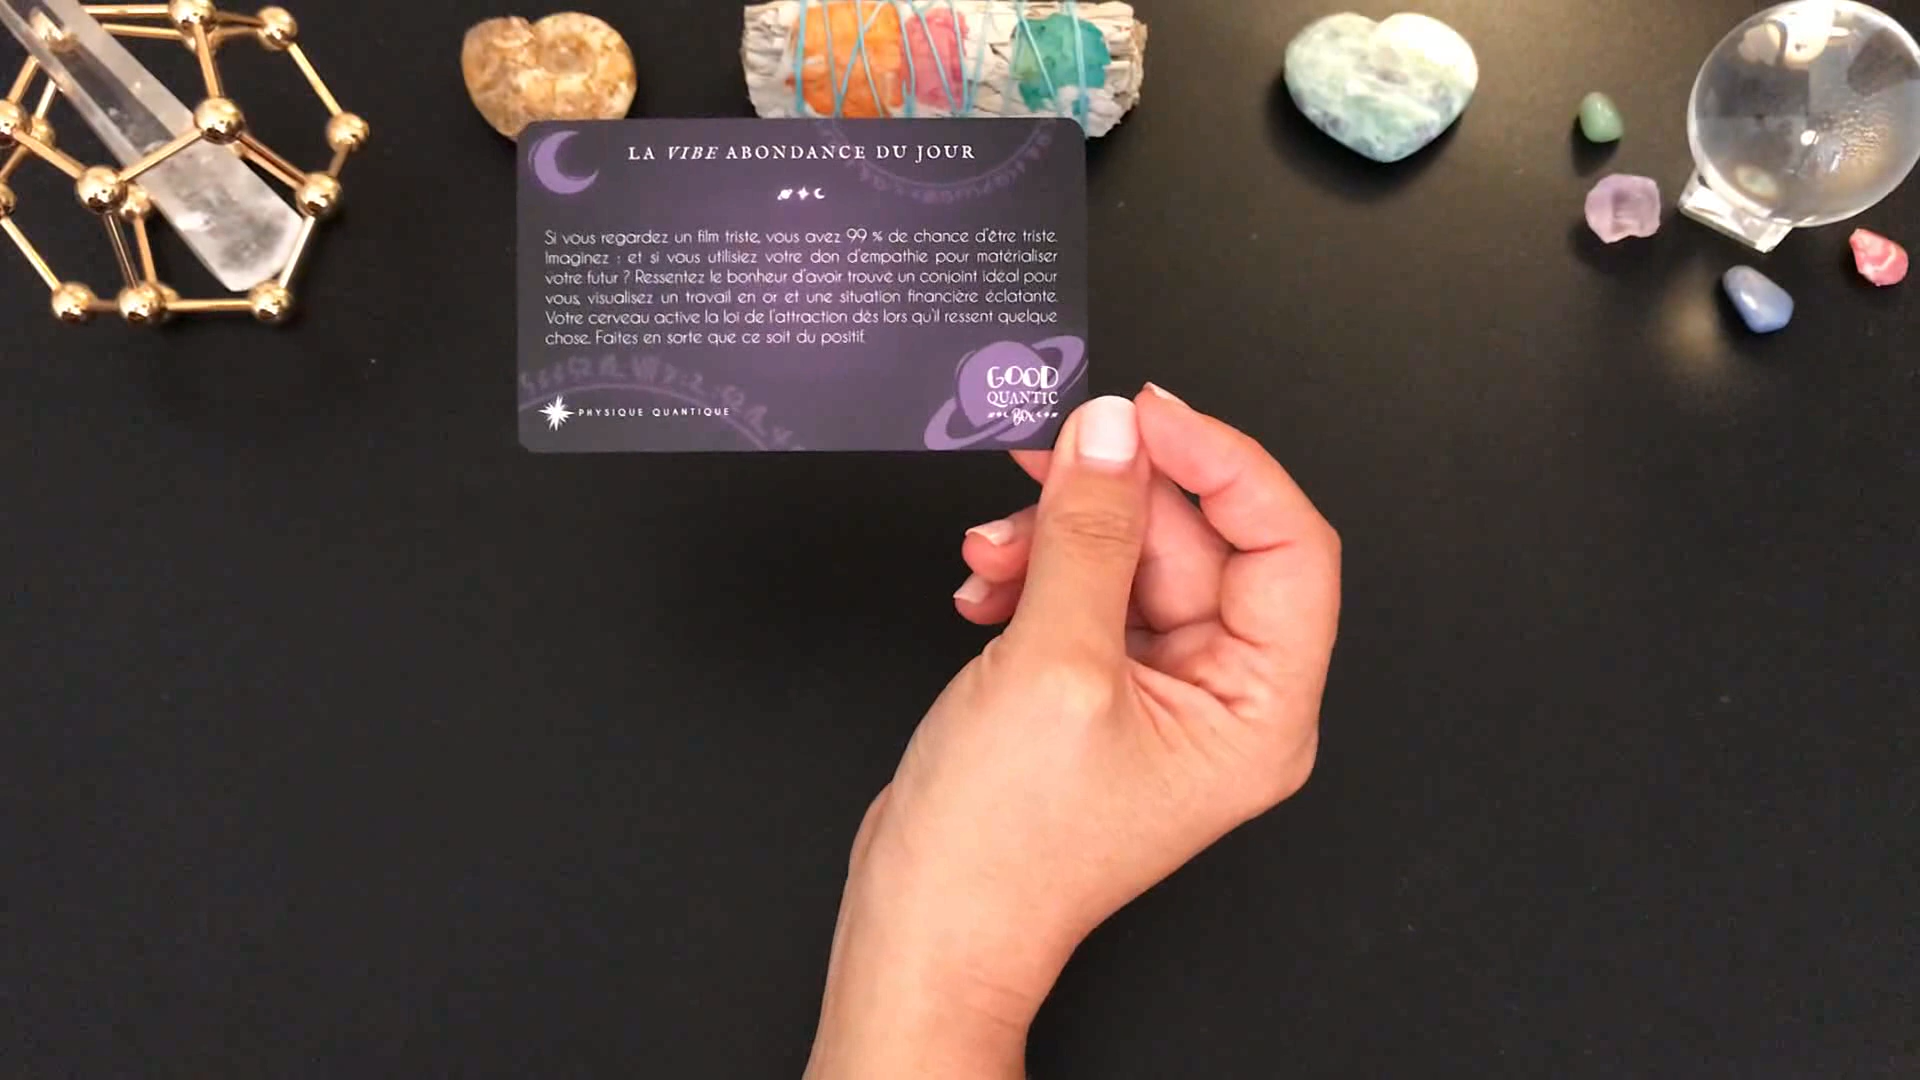 LA VIBE ABONDANCE DU JOUR
Si vous regardez un film triste, vous avez 99 % de chance d'être triste.
Imaginez : et si vous utilisiez votre don d'empathie pour matérialiser
votre futur ? Ressentez le bonheur d'avoir trouvé un conjoint idéal pour
vous, visualisez un travail en or et une situation financière éclatante.
Votre cerveau active la loi de l'attraction dès lors qu'il ressent quelque
chose. Faites en sorte que ce soit du positif.
PHYSIQUE QUANTIQUE
GOOD
QUANTIC
BOX